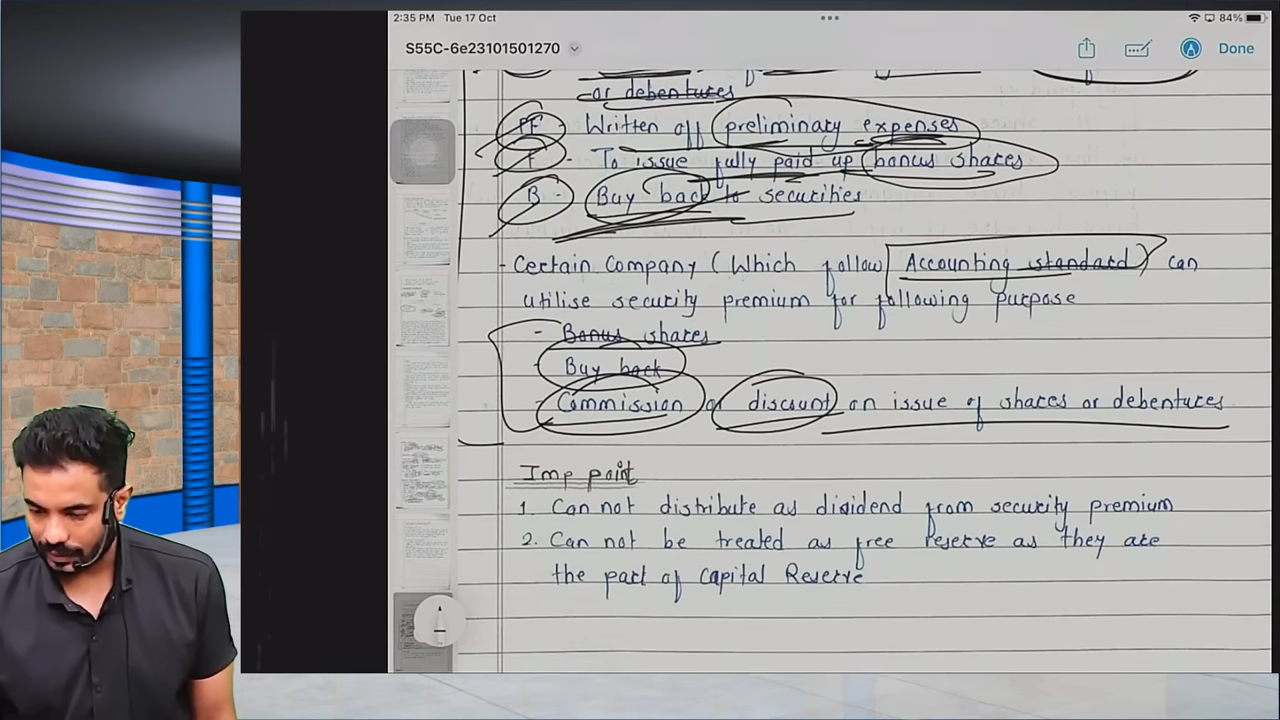 2:35 PM Tue 17 Oct
84%
S55C-6e23101501270
Done
or debentures
PF - Written off preliminary expenses
F - To issue fully paid up bonus shares
B - Buy back to securities
- Certain Company (Which follow Accounting standard) can
utilise security premium for following purpose
- Bonus shares
- Buy back
- Commission or discount on issue of shares or debentures
Imp point
1. Can not distribute as dividend from security premium
2. Can not be treated as free reserve as they are
the part of Capital Reserve